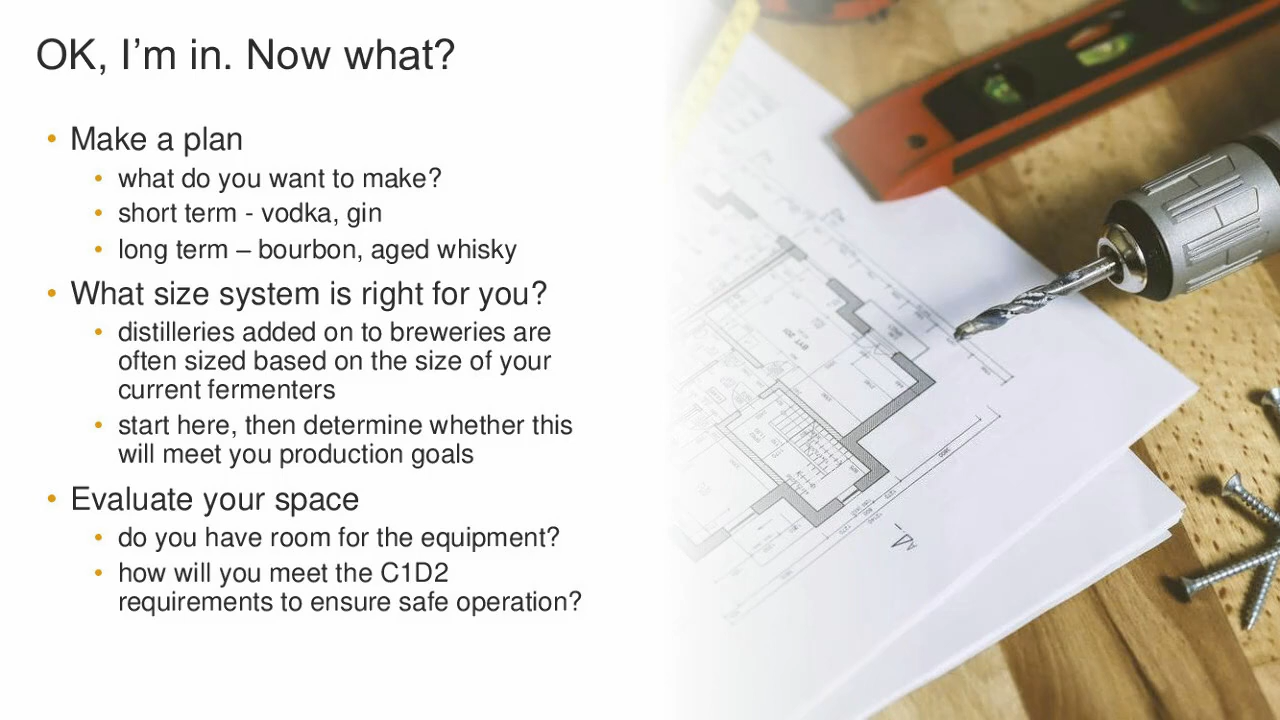 OK, I’m in. Now what?
• Make a plan
• what do you want to make?
• short term - vodka, gin
• long term – bourbon, aged whisky
• What size system is right for you?
• distilleries added on to breweries are
often sized based on the size of your
current fermenters
• start here, then determine whether this
will meet you production goals
• Evaluate your space
• do you have room for the equipment?
• how will you meet the C1D2
requirements to ensure safe operation?